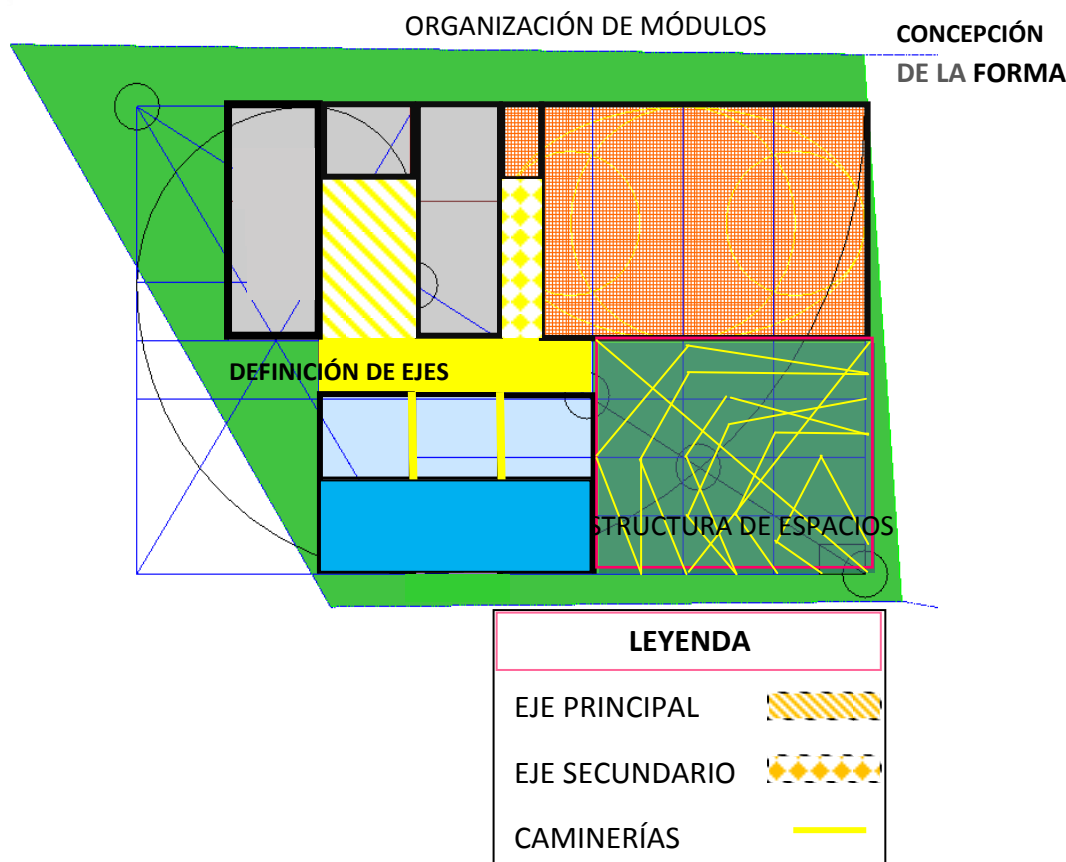 ORGANIZACIÓN DE MÓDULOS
CONCEPCIÓN
DE LA FORMA
DEFINICIÓN DE EJES
STRUCTURA DE ESPACIOS
LEYENDA
EJE PRINCIPAL
EJE SECUNDARIO
CAMINERÍAS